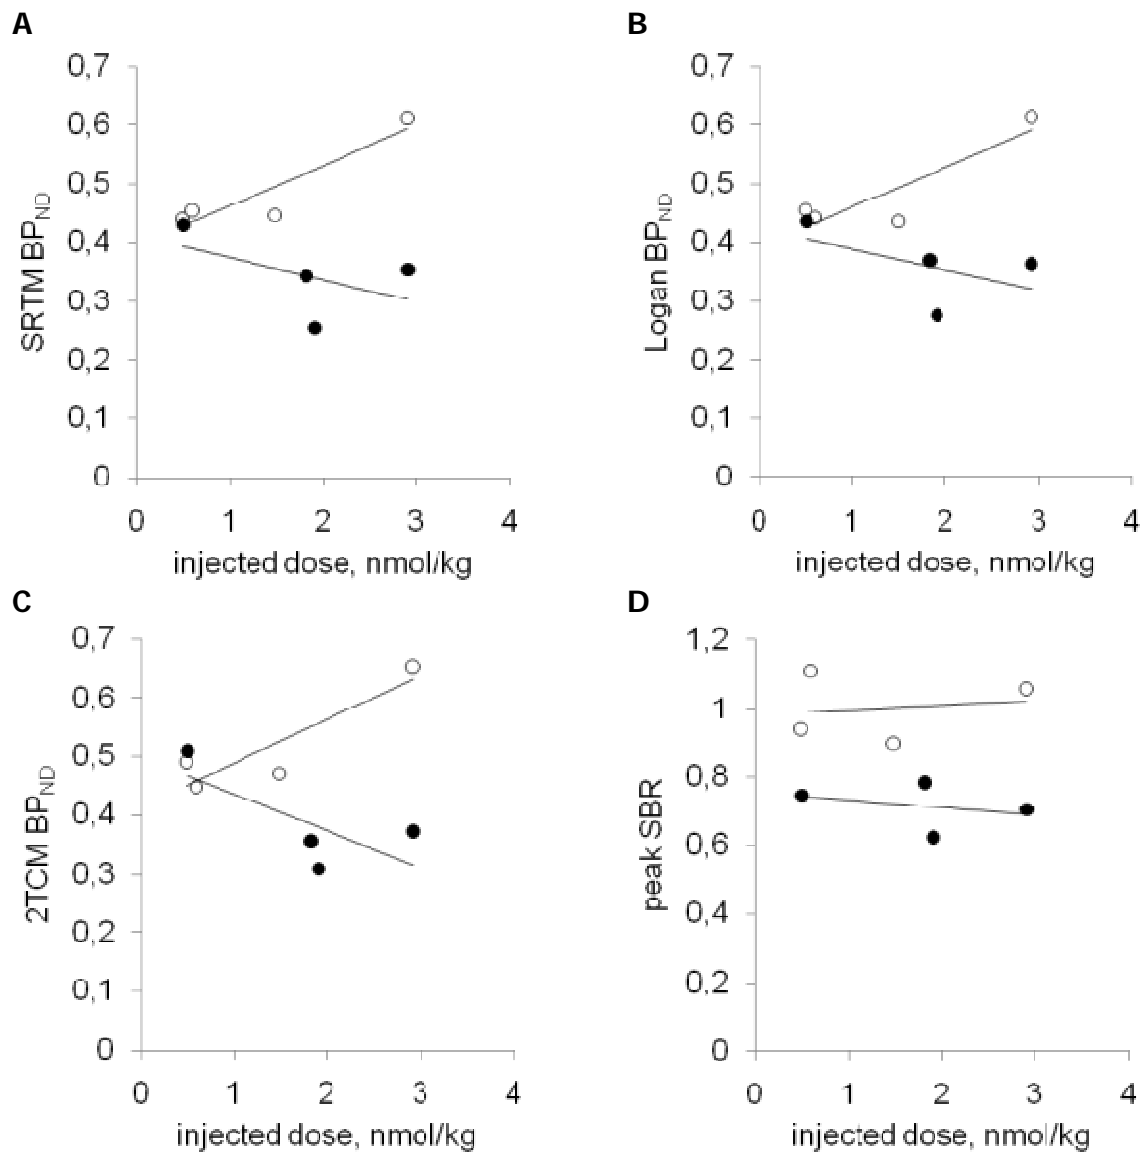 A
0,7
0,6
0,5
0,4
0,3
0,2
0,1
0
SRTM BP_ND
0 1 2 3 4
injected dose, nmol/kg
B
0,7
0,6
0,5
0,4
0,3
0,2
0,1
0
Logan BP_ND
0 1 2 3 4
injected dose, nmol/kg
C
0,7
0,6
0,5
0,4
0,3
0,2
0,1
0
2TCM BP_ND
0 1 2 3 4
injected dose, nmol/kg
D
1,2
1
0,8
0,6
0,4
0,2
0
peak SBR
0 1 2 3 4
injected dose, nmol/kg